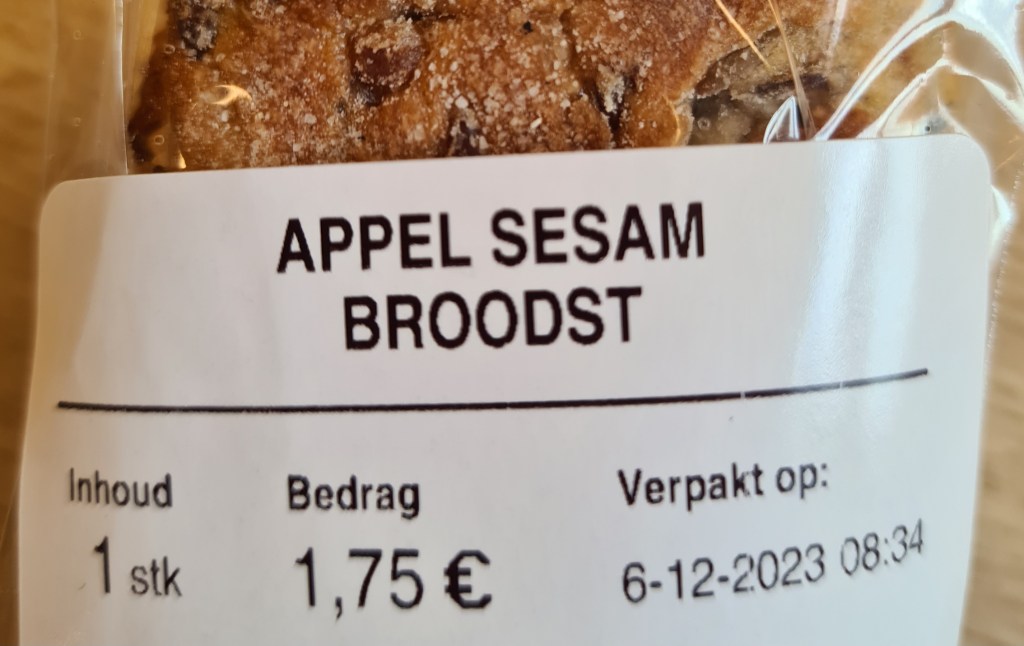 APPEL SESAM
BROODST
Inhoud Bedrag Verpakt op:
1 stk 1,75 € 6-12-2023 08:34